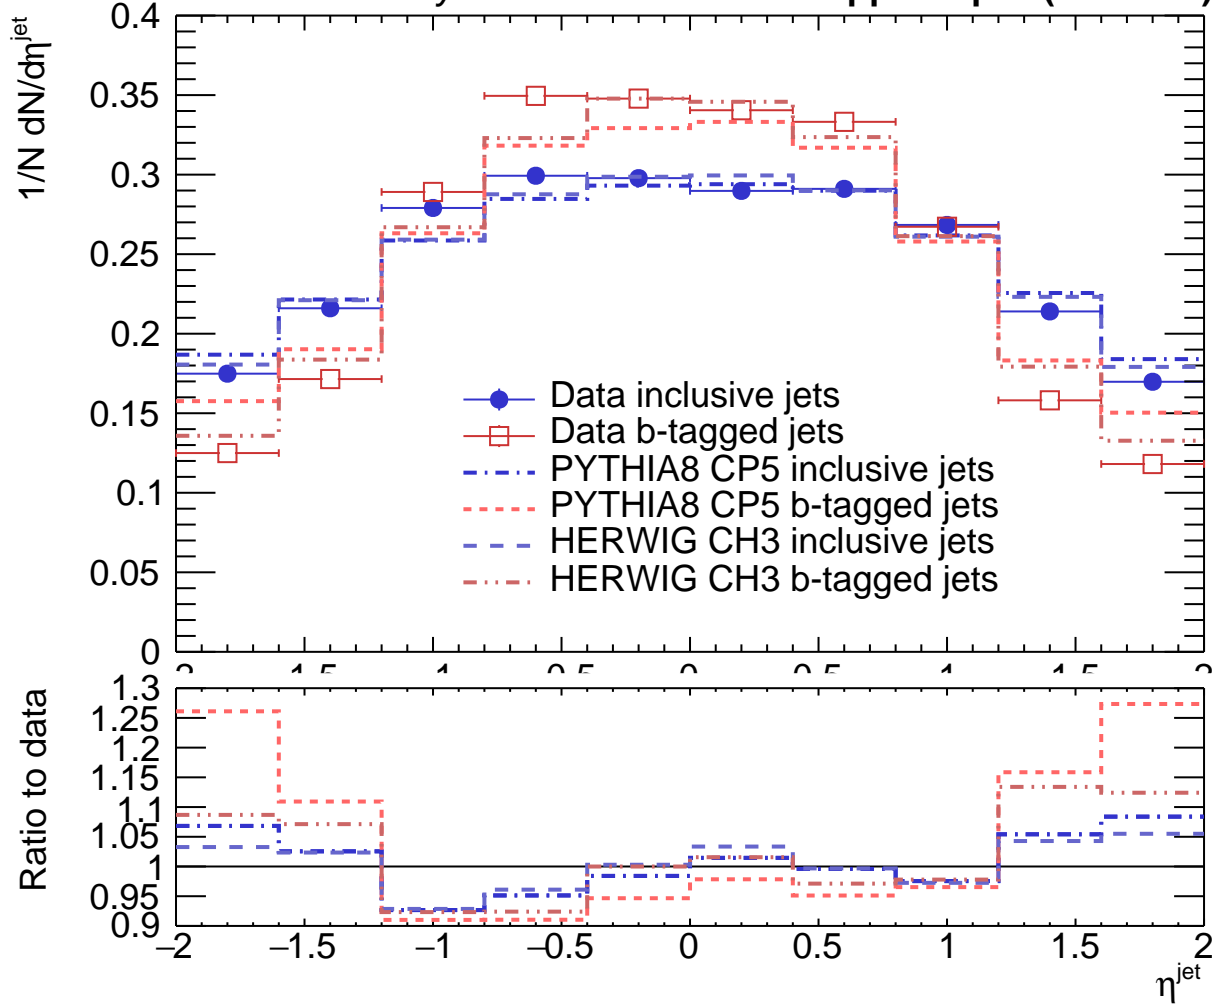 0.4
0.35
0.3
0.25
0.2
0.15
0.1
0.05
0
1/N dN/dη^jet
Data inclusive jets
Data b-tagged jets
PYTHIA8 CP5 inclusive jets
PYTHIA8 CP5 b-tagged jets
HERWIG CH3 inclusive jets
HERWIG CH3 b-tagged jets
1.3
1.25
1.2
1.15
1.1
1.05
1
0.95
0.9
Ratio to data
−2 −1.5 −1 −0.5 0 0.5 1 1.5 2
η^jet